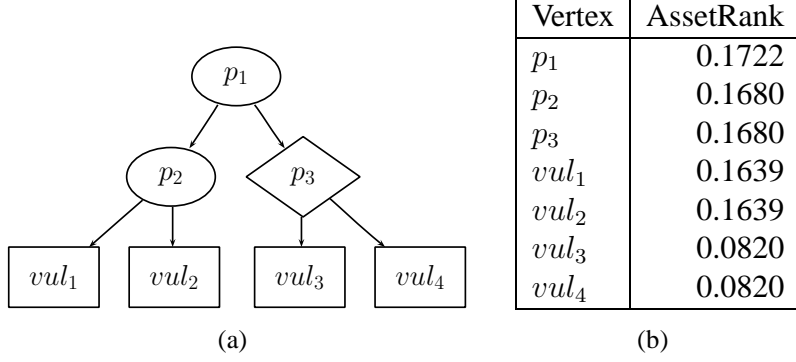 p₁
p₂ p₃
vul₁ vul₂ vul₃ vul₄
(a)
Vertex AssetRank
p₁ 0.1722
p₂ 0.1680
p₃ 0.1680
vul₁ 0.1639
vul₂ 0.1639
vul₃ 0.0820
vul₄ 0.0820
(b)